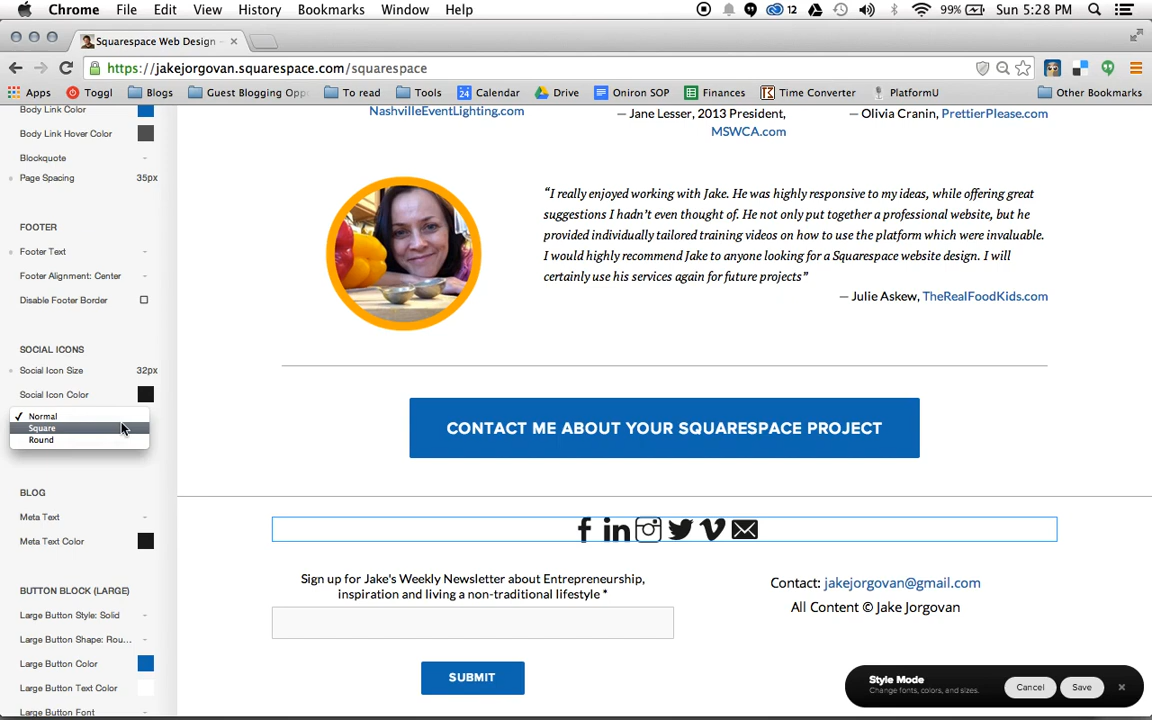 Chrome File Edit View History Bookmarks Window Help 12 99% Sun 5:28 PM
Squarespace Web Design
https://jakejorgovan.squarespace.com/squarespace
Apps Toggl Blogs Guest Blogging Opp To read Tools 24 Calendar Drive Oniron SOP Finances Time Converter PlatformU Other Bookmarks
Body Link Color
Body Link Hover Color
Blockquote
Page Spacing 35px
FOOTER
Footer Text
Footer Alignment: Center
Disable Footer Border
SOCIAL ICONS
Social Icon Size 32px
Social Icon Color
✓ Normal
Square
Round
BLOG
Meta Text
Meta Text Color
BUTTON BLOCK (LARGE)
Large Button Style: Solid
Large Button Shape: Rou...
Large Button Color
Large Button Text Color
Large Button Font
NashvilleEventLighting.com
— Jane Lesser, 2013 President,
MSWCA.com
— Olivia Cranin, PrettierPlease.com
“I really enjoyed working with Jake. He was highly responsive to my ideas, while offering great
suggestions I hadn’t even thought of. He not only put together a professional website, but he
provided individually tailored training videos on how to use the platform which were invaluable.
I would highly recommend Jake to anyone looking for a Squarespace website design. I will
certainly use his services again for future projects”
— Julie Askew, TheRealFoodKids.com
CONTACT ME ABOUT YOUR SQUARESPACE PROJECT
Sign up for Jake's Weekly Newsletter about Entrepreneurship,
inspiration and living a non-traditional lifestyle *
SUBMIT
Contact: jakejorgovan@gmail.com
All Content © Jake Jorgovan
Style Mode
Change fonts, colors, and sizes.
Cancel Save